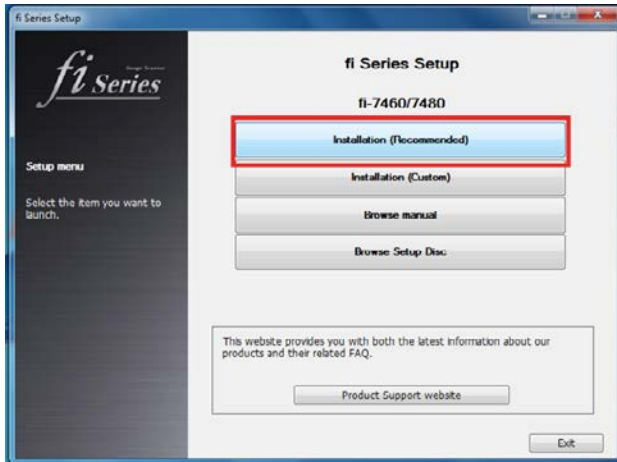 fi Series Setup
Image Scanner
fi Series
Setup menu
Select the item you want to
launch.
fi Series Setup
fi-7460/7480
Installation (Recommended)
Installation (Custom)
Browse manual
Browse Setup Disc
This website provides you with both the latest information about our
products and their related FAQ.
Product Support website
Exit